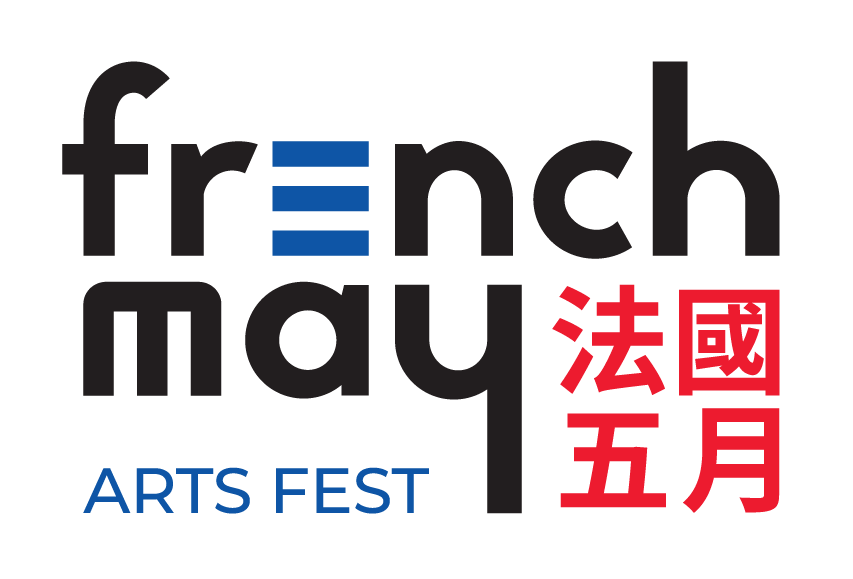 french
may
法國
五月
ARTS FEST